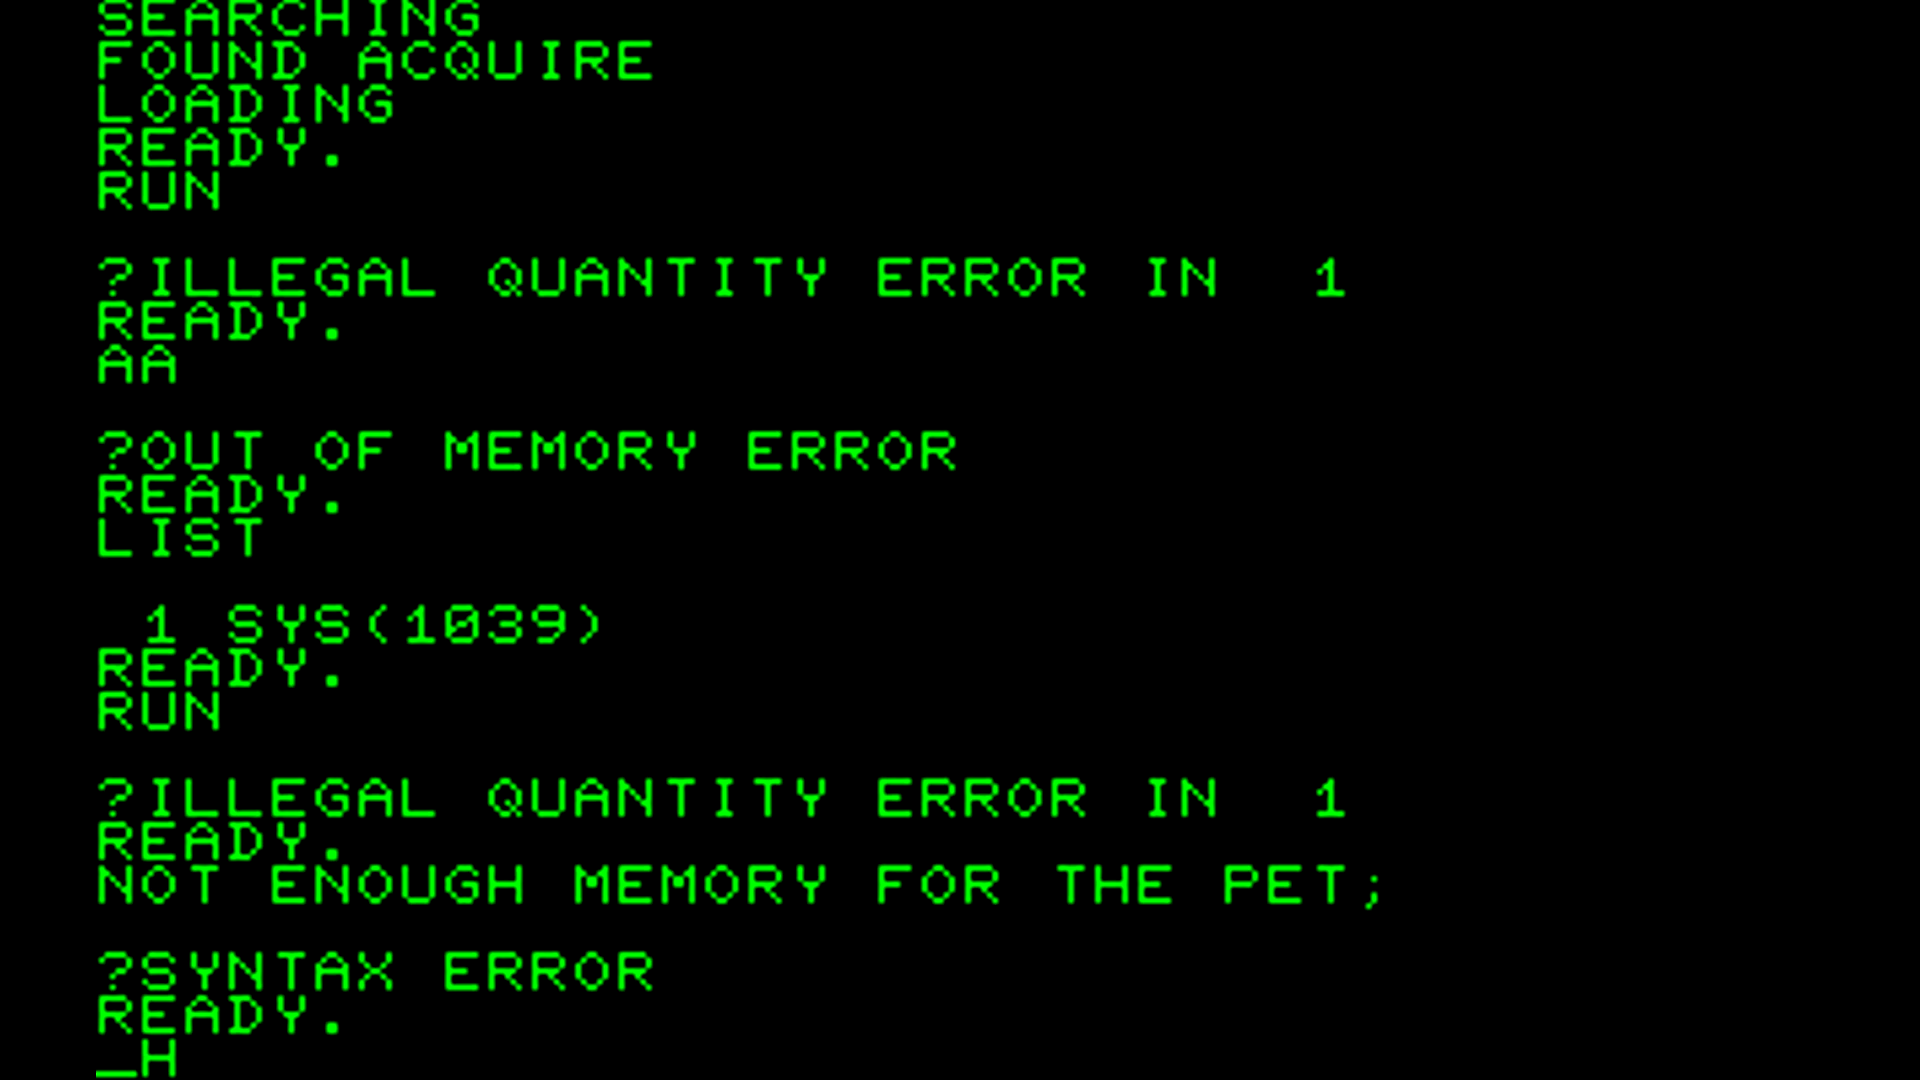 SEARCHING
FOUND ACQUIRE
LOADING
READY.
RUN
?ILLEGAL QUANTITY ERROR IN  1
READY.
AA
?OUT OF MEMORY ERROR
READY.
LIST
 1 SYS(1039)
READY.
RUN
?ILLEGAL QUANTITY ERROR IN  1
READY.
NOT ENOUGH MEMORY FOR THE PET;
?SYNTAX ERROR
READY.
_H